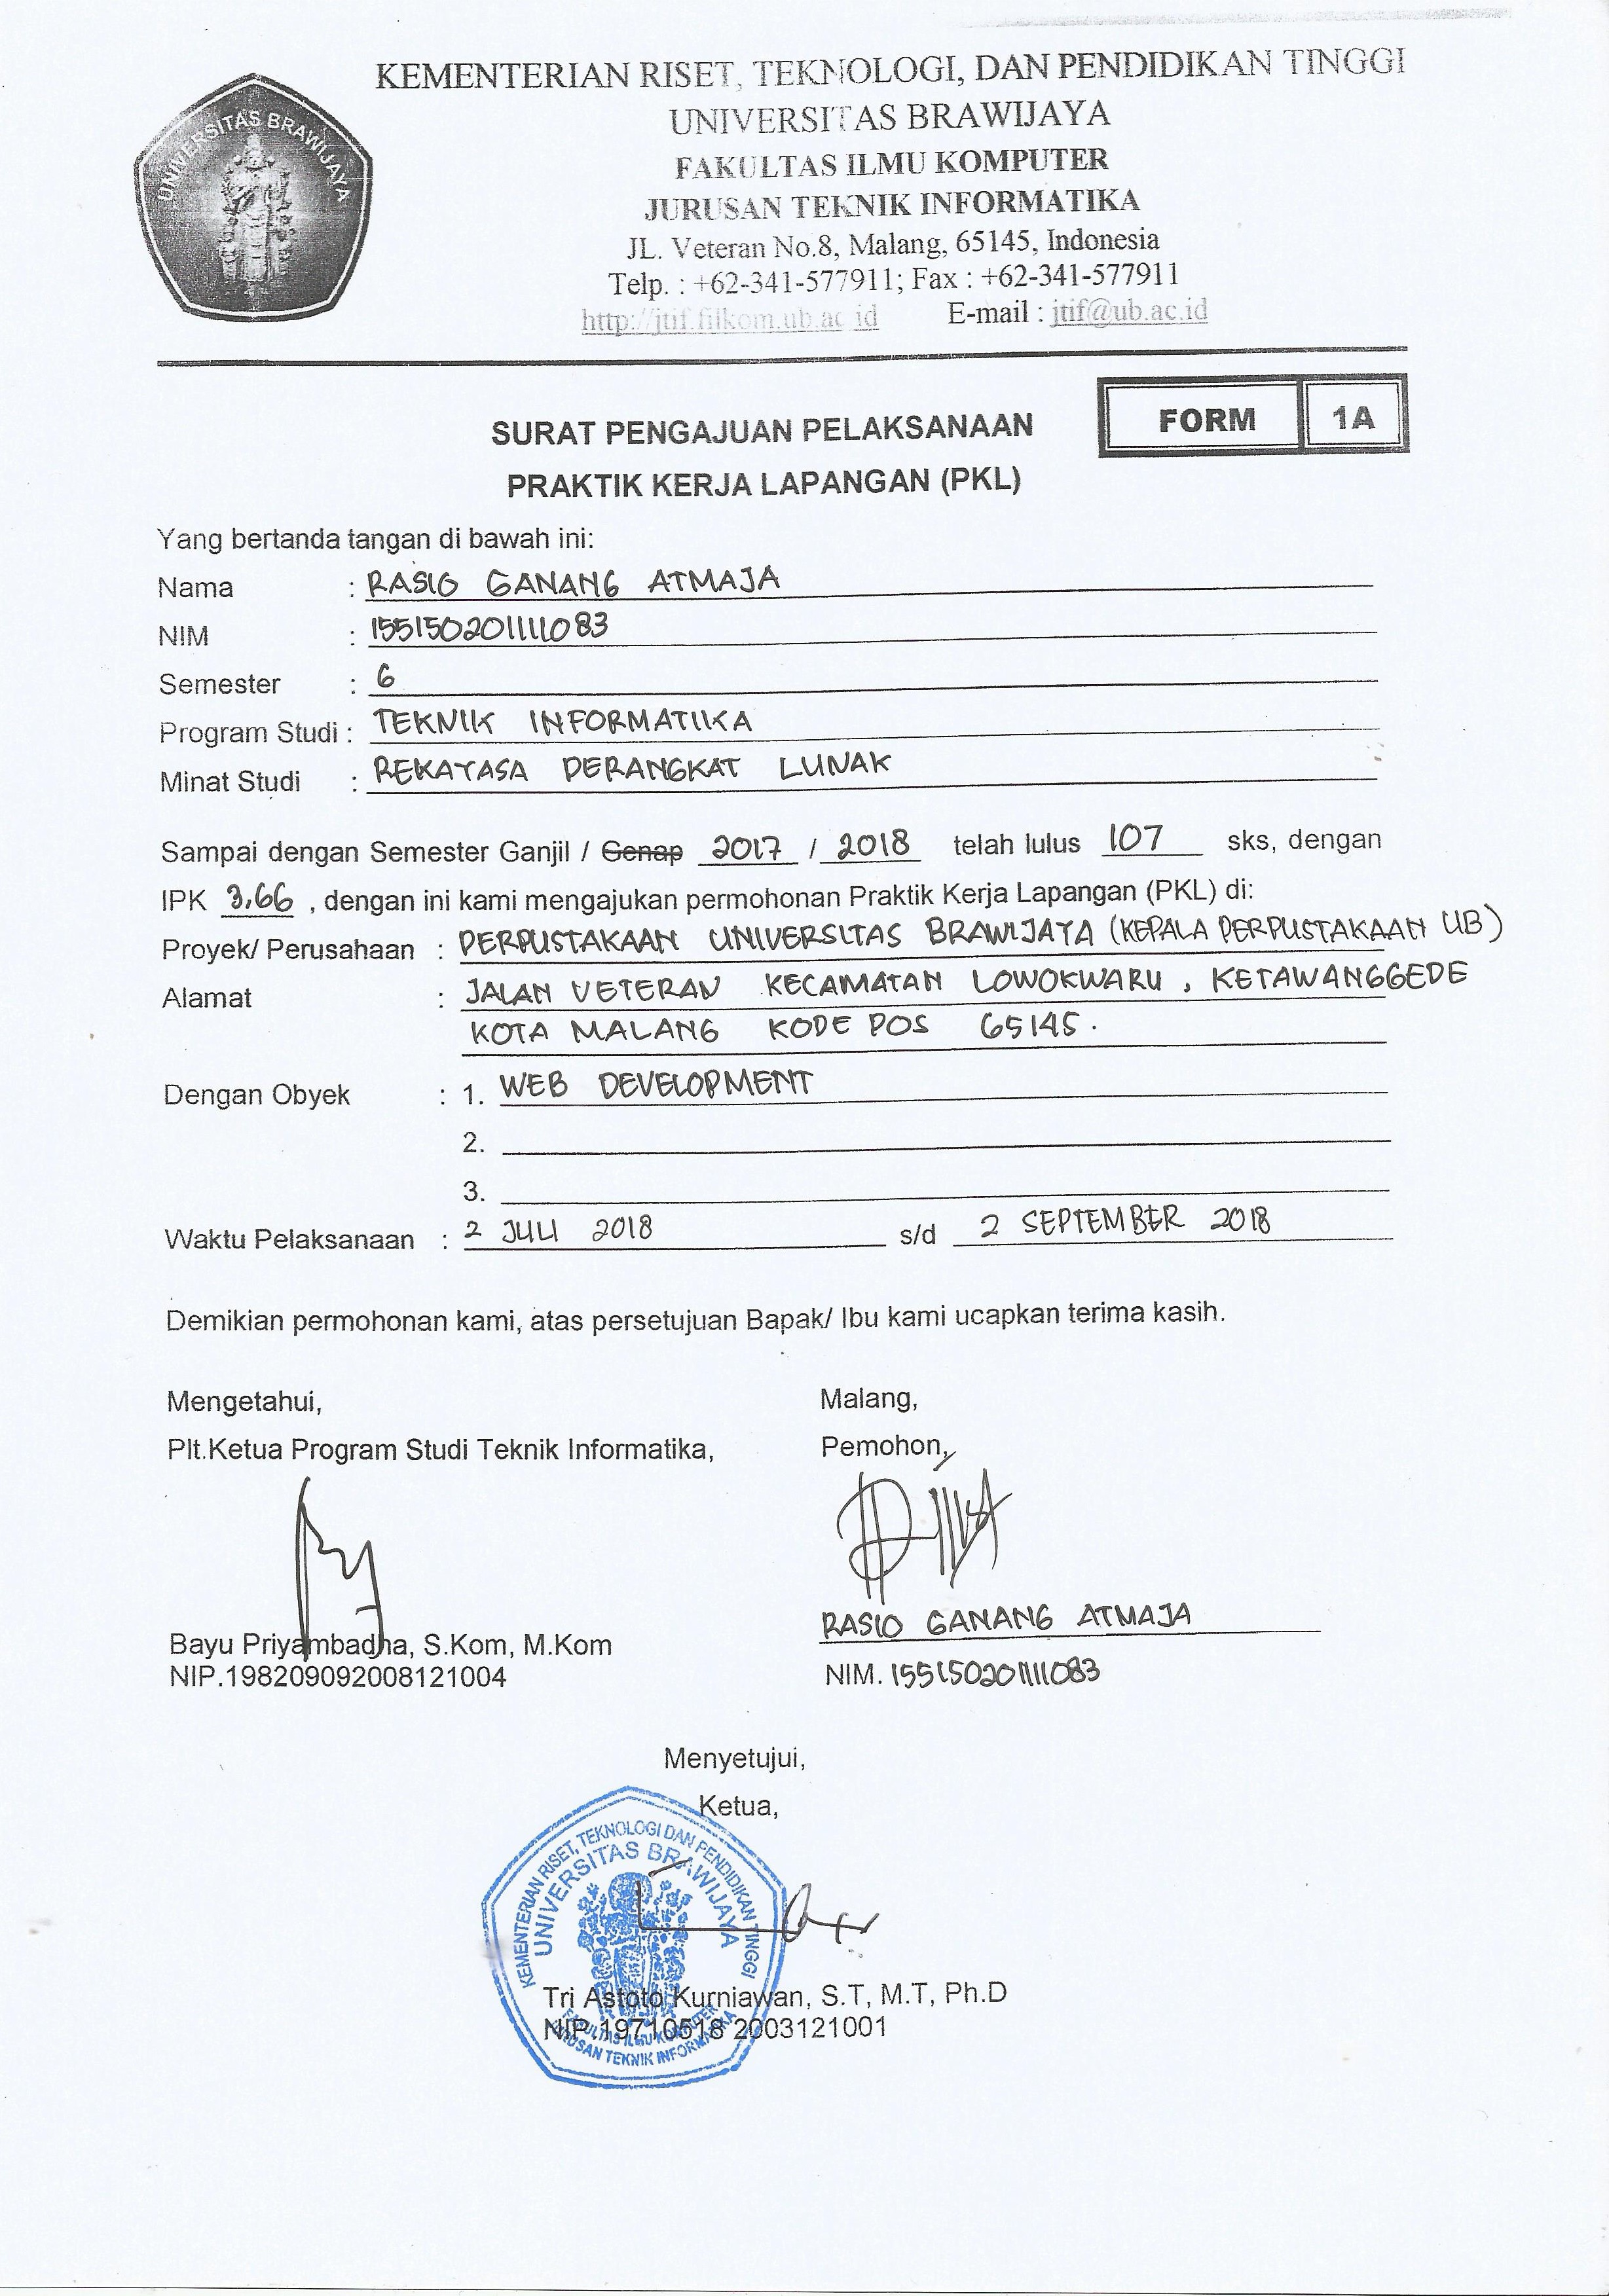 UNIVERSITAS BRAWIJAYA
KEMENTERIAN RISET, TEKNOLOGI, DAN PENDIDIKAN TINGGI
UNIVERSITAS BRAWIJAYA
FAKULTAS ILMU KOMPUTER
JURUSAN TEKNIK INFORMATIKA
JL. Veteran No.8, Malang, 65145, Indonesia
Telp. : +62-341-577911; Fax : +62-341-577911
http://jtif.filkom.ub.ac.id E-mail : jtif@ub.ac.id
FORM 1A
SURAT PENGAJUAN PELAKSANAAN
PRAKTIK KERJA LAPANGAN (PKL)
Yang bertanda tangan di bawah ini:
Nama : RASIO GANANG ATMAJA
NIM : 155150201111083
Semester : 6
Program Studi : TEKNIK INFORMATIKA
Minat Studi : REKAYASA PERANGKAT LUNAK
Sampai dengan Semester Ganjil / Genap 2017 / 2018 telah lulus 107 sks, dengan
IPK 3,66 , dengan ini kami mengajukan permohonan Praktik Kerja Lapangan (PKL) di:
Proyek/ Perusahaan : PERPUSTAKAAN UNIVERSITAS BRAWIJAYA (KEPALA PERPUSTAKAAN UB)
Alamat : JALAN VETERAN KECAMATAN LOWOKWARU , KETAWANGGEDE
KOTA MALANG KODE POS 65145.
Dengan Obyek : 1. WEB DEVELOPMENT
2.
3.
Waktu Pelaksanaan : 2 JULI 2018 s/d 2 SEPTEMBER 2018
Demikian permohonan kami, atas persetujuan Bapak/ Ibu kami ucapkan terima kasih.
Mengetahui,
Plt.Ketua Program Studi Teknik Informatika,
Bayu Priyambadha, S.Kom, M.Kom
NIP.198209092008121004
Malang,
Pemohon,
RASIO GANANG ATMAJA
NIM. 155150201111083
Menyetujui,
Ketua,
KEMENTERIAN RISET, TEKNOLOGI DAN PENDIDIKAN TINGGI
UNIVERSITAS BRAWIJAYA
Tri Astoto Kurniawan, S.T, M.T, Ph.D
NIP.19710518 2003121001
FAKULTAS ILMU KOMPUTER
JURUSAN TEKNIK INFORMATIKA